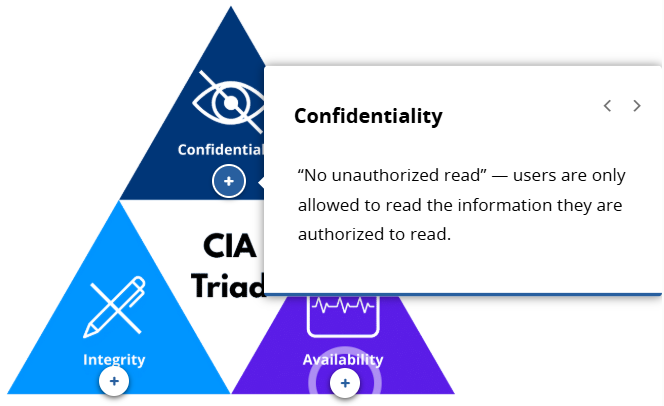 Confidentiality
“No unauthorized read” — users are only
allowed to read the information they are
authorized to read.
Confidential
CIA
Triad
Integrity
Availability